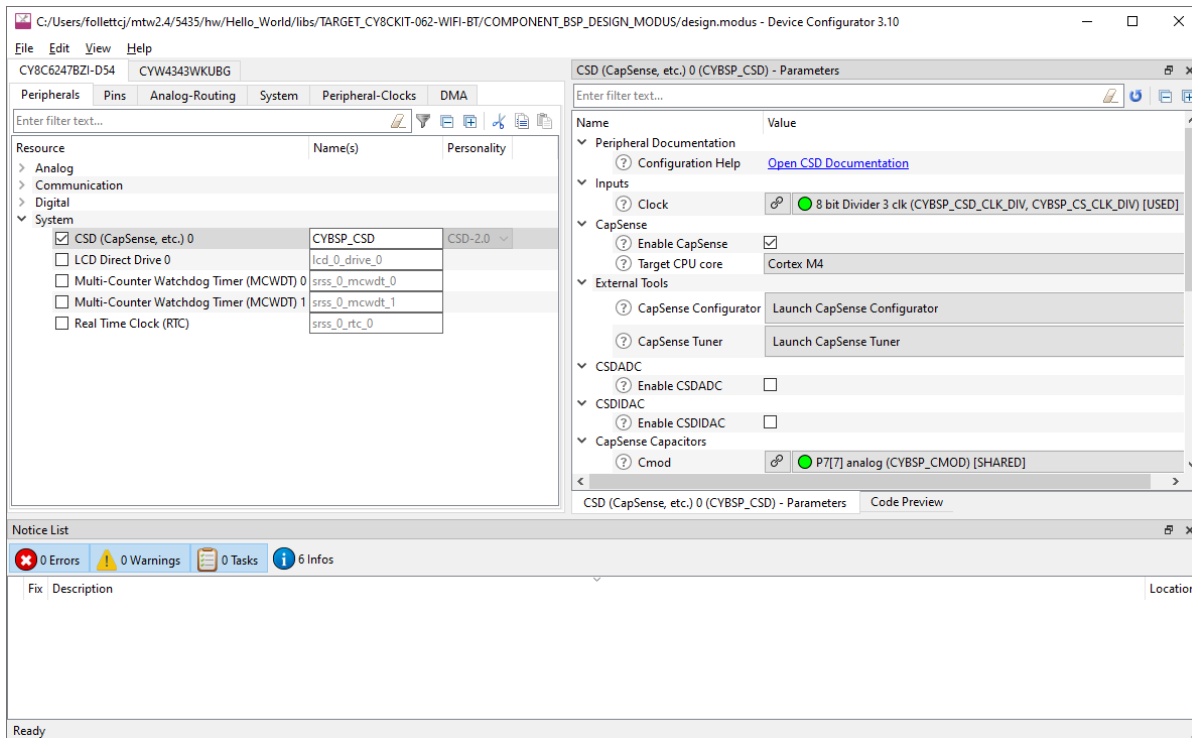 C:/Users/follettcj/mtw2.4/5435/hw/Hello_World/libs/TARGET_CY8CKIT-062-WIFI-BT/COMPONENT_BSP_DESIGN_MODUS/design.modus - Device Configurator 3.10
File Edit View Help
CY8C6247BZI-D54 CYW4343WKUBG
Peripherals Pins Analog-Routing System Peripheral-Clocks DMA
Enter filter text...
Resource Name(s) Personality
Analog
Communication
Digital
System
CSD (CapSense, etc.) 0 CYBSP_CSD CSD-2.0
LCD Direct Drive 0 lcd_0_drive_0
Multi-Counter Watchdog Timer (MCWDT) 0 srss_0_mcwdt_0
Multi-Counter Watchdog Timer (MCWDT) 1 srss_0_mcwdt_1
Real Time Clock (RTC) srss_0_rtc_0
CSD (CapSense, etc.) 0 (CYBSP_CSD) - Parameters
Enter filter text...
Name Value
Peripheral Documentation
Configuration Help Open CSD Documentation
Inputs
Clock 8 bit Divider 3 clk (CYBSP_CSD_CLK_DIV, CYBSP_CS_CLK_DIV) [USED]
CapSense
Enable CapSense
Target CPU core Cortex M4
External Tools
CapSense Configurator Launch CapSense Configurator
CapSense Tuner Launch CapSense Tuner
CSDADC
Enable CSDADC
CSDIDAC
Enable CSDIDAC
CapSense Capacitors
Cmod P7[7] analog (CYBSP_CMOD) [SHARED]
CSD (CapSense, etc.) 0 (CYBSP_CSD) - Parameters Code Preview
Notice List
0 Errors 0 Warnings 0 Tasks 6 Infos
Fix Description Location
Ready